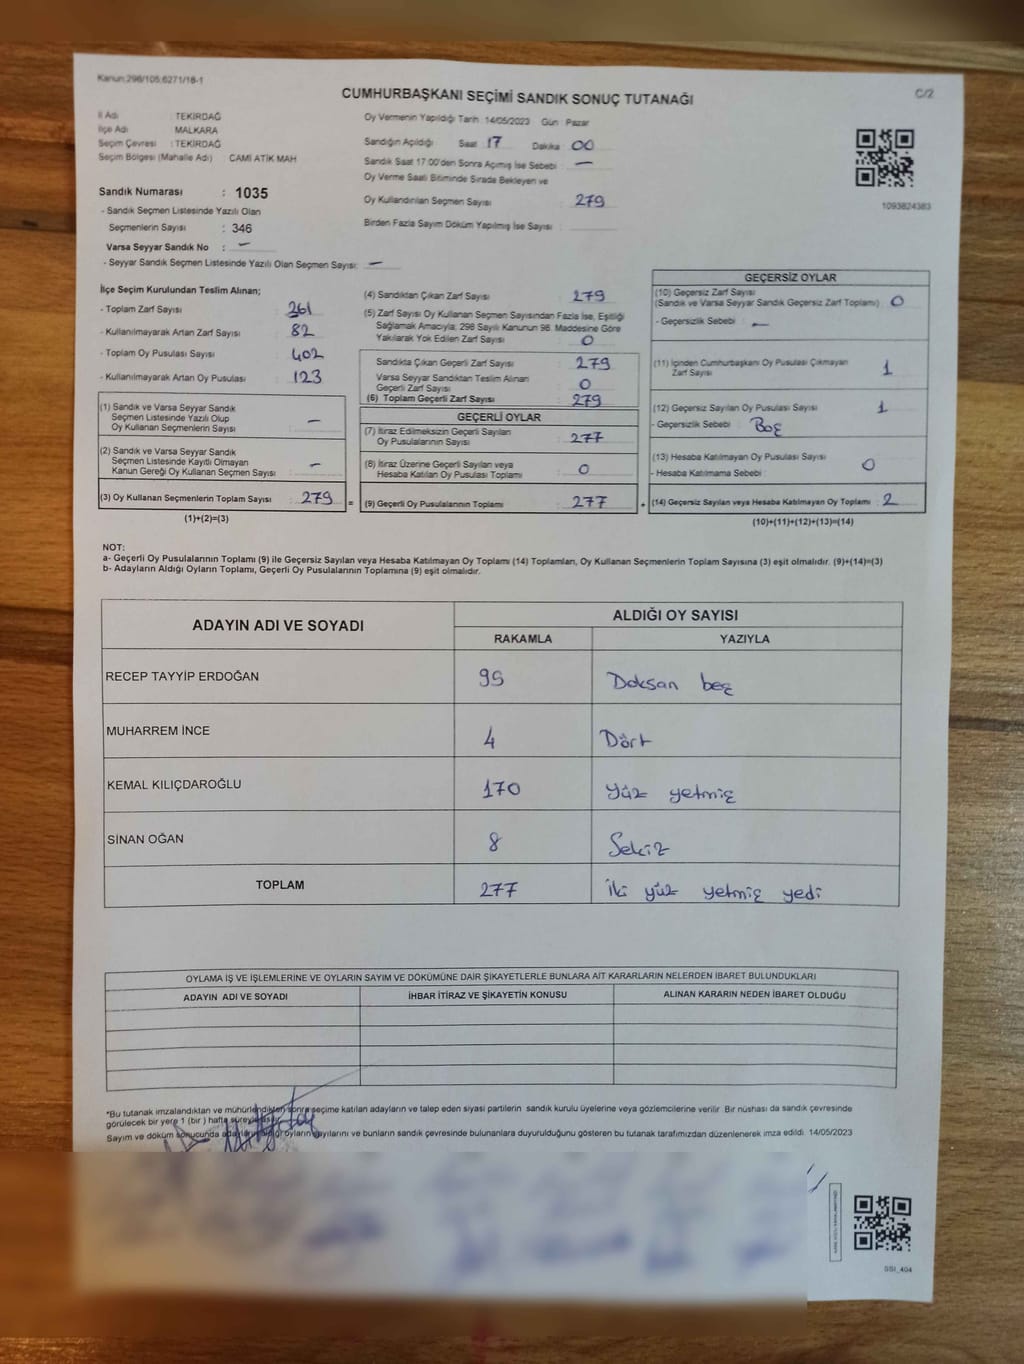 Kanun:298/105;6271/18-1
C/2
CUMHURBAŞKANI SEÇİMİ SANDIK SONUÇ TUTANAĞI
İl Adı : TEKİRDAĞ
İlçe Adı : MALKARA
Seçim Çevresi : TEKİRDAĞ
Seçim Bölgesi (Mahalle Adı) CAMİ ATİK MAH
Oy Vermenin Yapıldığı Tarih 14/05/2023 Gün Pazar
Sandığın Açıldığı Saat 17 Dakika 00
Sandık Saat 17:00'den Sonra Açımış İse Sebebi : —
Oy Verme Saati Bitiminde Sırada Bekleyen ve
Oy Kullandırılan Seçmen Sayısı : 279
Birden Fazla Sayım Döküm Yapılmış İse Sayısı :
1093824383
Sandık Numarası : 1035
- Sandık Seçmen Listesinde Yazılı Olan
Seçmenlerin Sayısı : 346
Varsa Seyyar Sandık No : —
- Seyyar Sandık Seçmen Listesinde Yazılı Olan Seçmen Sayısı: —
İlçe Seçim Kurulundan Teslim Alınan;
- Toplam Zarf Sayısı : 361
- Kullanılmayarak Artan Zarf Sayısı : 82
- Toplam Oy Pusulası Sayısı : 402
- Kullanılmayarak Artan Oy Pusulası : 123
(1) Sandık ve Varsa Seyyar Sandık
Seçmen Listesinde Yazılı Olup
Oy Kullanan Seçmenlerin Sayısı : —
(2) Sandık ve Varsa Seyyar Sandık
Seçmen Listesinde Kayıtlı Olmayan
Kanun Gereği Oy Kullanan Seçmen Sayısı : —
(3) Oy Kullanan Seçmenlerin Toplam Sayısı : 279 =
(1)+(2)=(3)
(4) Sandıktan Çıkan Zarf Sayısı : 279
(5) Zarf Sayısı Oy Kullanan Seçmen Sayısından Fazla İse, Eşitliği
Sağlamak Amacıyla, 298 Sayılı Kanunun 98. Maddesine Göre
Yakılarak Yok Edilen Zarf Sayısı : 0
Sandıkta Çıkan Geçerli Zarf Sayısı : 279
Varsa Seyyar Sandıktan Teslim Alınan
Geçerli Zarf Sayısı : 0
(6) Toplam Geçerli Zarf Sayısı : 279
GEÇERLİ OYLAR
(7) İtiraz Edilmeksizin Geçerli Sayılan
Oy Pusulalarının Sayısı : 277
(8) İtiraz Üzerine Geçerli Sayılan veya
Hesaba Katılan Oy Pusulası Toplamı : 0
(9) Geçerli Oy Pusulalarının Toplamı : 277 +
GEÇERSİZ OYLAR
(10) Geçersiz Zarf Sayısı
(Sandık ve Varsa Seyyar Sandık Geçersiz Zarf Toplamı) : 0
- Geçersizlik Sebebi : —
(11) İçinden Cumhurbaşkanı Oy Pusulası Çıkmayan
Zarf Sayısı : 1
(12) Geçersiz Sayılan Oy Pusulası Sayısı : 1
- Geçersizlik Sebebi : Boş
(13) Hesaba Katılmayan Oy Pusulası Sayısı : 0
- Hesaba Katılmama Sebebi :
(14) Geçersiz Sayılan veya Hesaba Katılmayan Oy Toplamı : 2
(10)+(11)+(12)+(13)=(14)
NOT:
a- Geçerli Oy Pusulalarının Toplamı (9) ile Geçersiz Sayılan veya Hesaba Katılmayan Oy Toplamı (14) Toplamları, Oy Kullanan Seçmenlerin Toplam Sayısına (3) eşit olmalıdır. (9)+(14)=(3)
b- Adayların Aldığı Oyların Toplamı, Geçerli Oy Pusulalarının Toplamına (9) eşit olmalıdır.
ADAYIN ADI VE SOYADI
ALDIĞI OY SAYISI
RAKAMLA YAZIYLA
RECEP TAYYİP ERDOĞAN 95 Doksan beş
MUHARREM İNCE 4 Dört
KEMAL KILIÇDAROĞLU 170 Yüz yetmiş
SİNAN OĞAN 8 Sekiz
TOPLAM 277 İki yüz yetmiş yedi
OYLAMA İŞ VE İŞLEMLERİNE VE OYLARIN SAYIM VE DÖKÜMÜNE DAİR ŞİKAYETLERLE BUNLARA AİT KARARLARIN NELERDEN İBARET BULUNDUKLARI
ADAYIN ADI VE SOYADI İHBAR İTİRAZ VE ŞİKAYETİN KONUSU ALINAN KARARIN NEDEN İBARET OLDUĞU
*Bu tutanak imzalandıktan ve mühürlendikten sonra seçime katılan adayların ve talep eden siyasi partilerin sandık kurulu üyelerine veya gözlemcilerine verilir. Bir nüshası da sandık çevresinde
görülecek bir yere 1 (bir ) hafta süreyle
Sayım ve döküm sonucunda oyların sayılarını ve bunların sandık çevresinde bulunanlara duyurulduğunu gösteren bu tutanak tarafımızdan düzenlenerek imza edildi. 14/05/2023
SSI_404